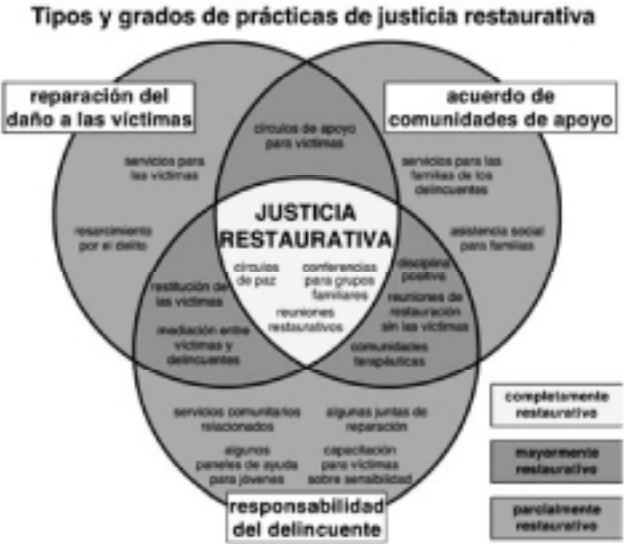 Tipos y grados de prácticas de justicia restaurativa
reparación del
daño a las víctimas
acuerdo de
comunidades de apoyo
círculos de apoyo
para víctimas
servicios para
las víctimas
servicios para las
familias de los
delincuentes
resarcimiento
por el delito
asistencia social
para familias
JUSTICIA
RESTAURATIVA
círculos
de paz
conferencias
para grupos
familiares
reuniones
restaurativos
disciplina
positiva
restitución de
las víctimas
reuniones de
restauración
sin las víctimas
mediación entre
víctimas y
delincuentes
comunidades
terapéuticas
servicios comunitarios
relacionados
algunas juntas de
reparación
algunos
paneles de ayuda
para jóvenes
capacitación
para víctimas
sobre sensibilidad
responsabilidad
del delincuente
completamente
restaurativo
mayormente
restaurativo
parcialmente
restaurativo